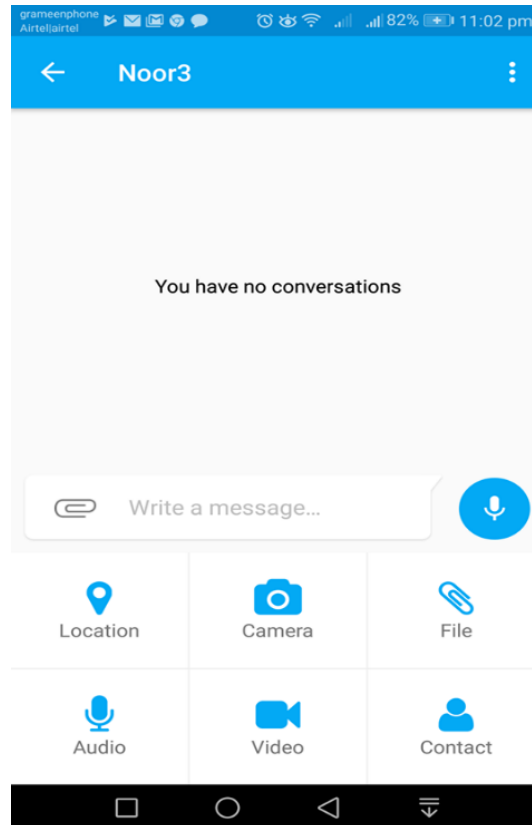 grameenphone
Airtel|airtel
82% 11:02 pm
Noor3
You have no conversations
Write a message...
Location Camera File
Audio Video Contact